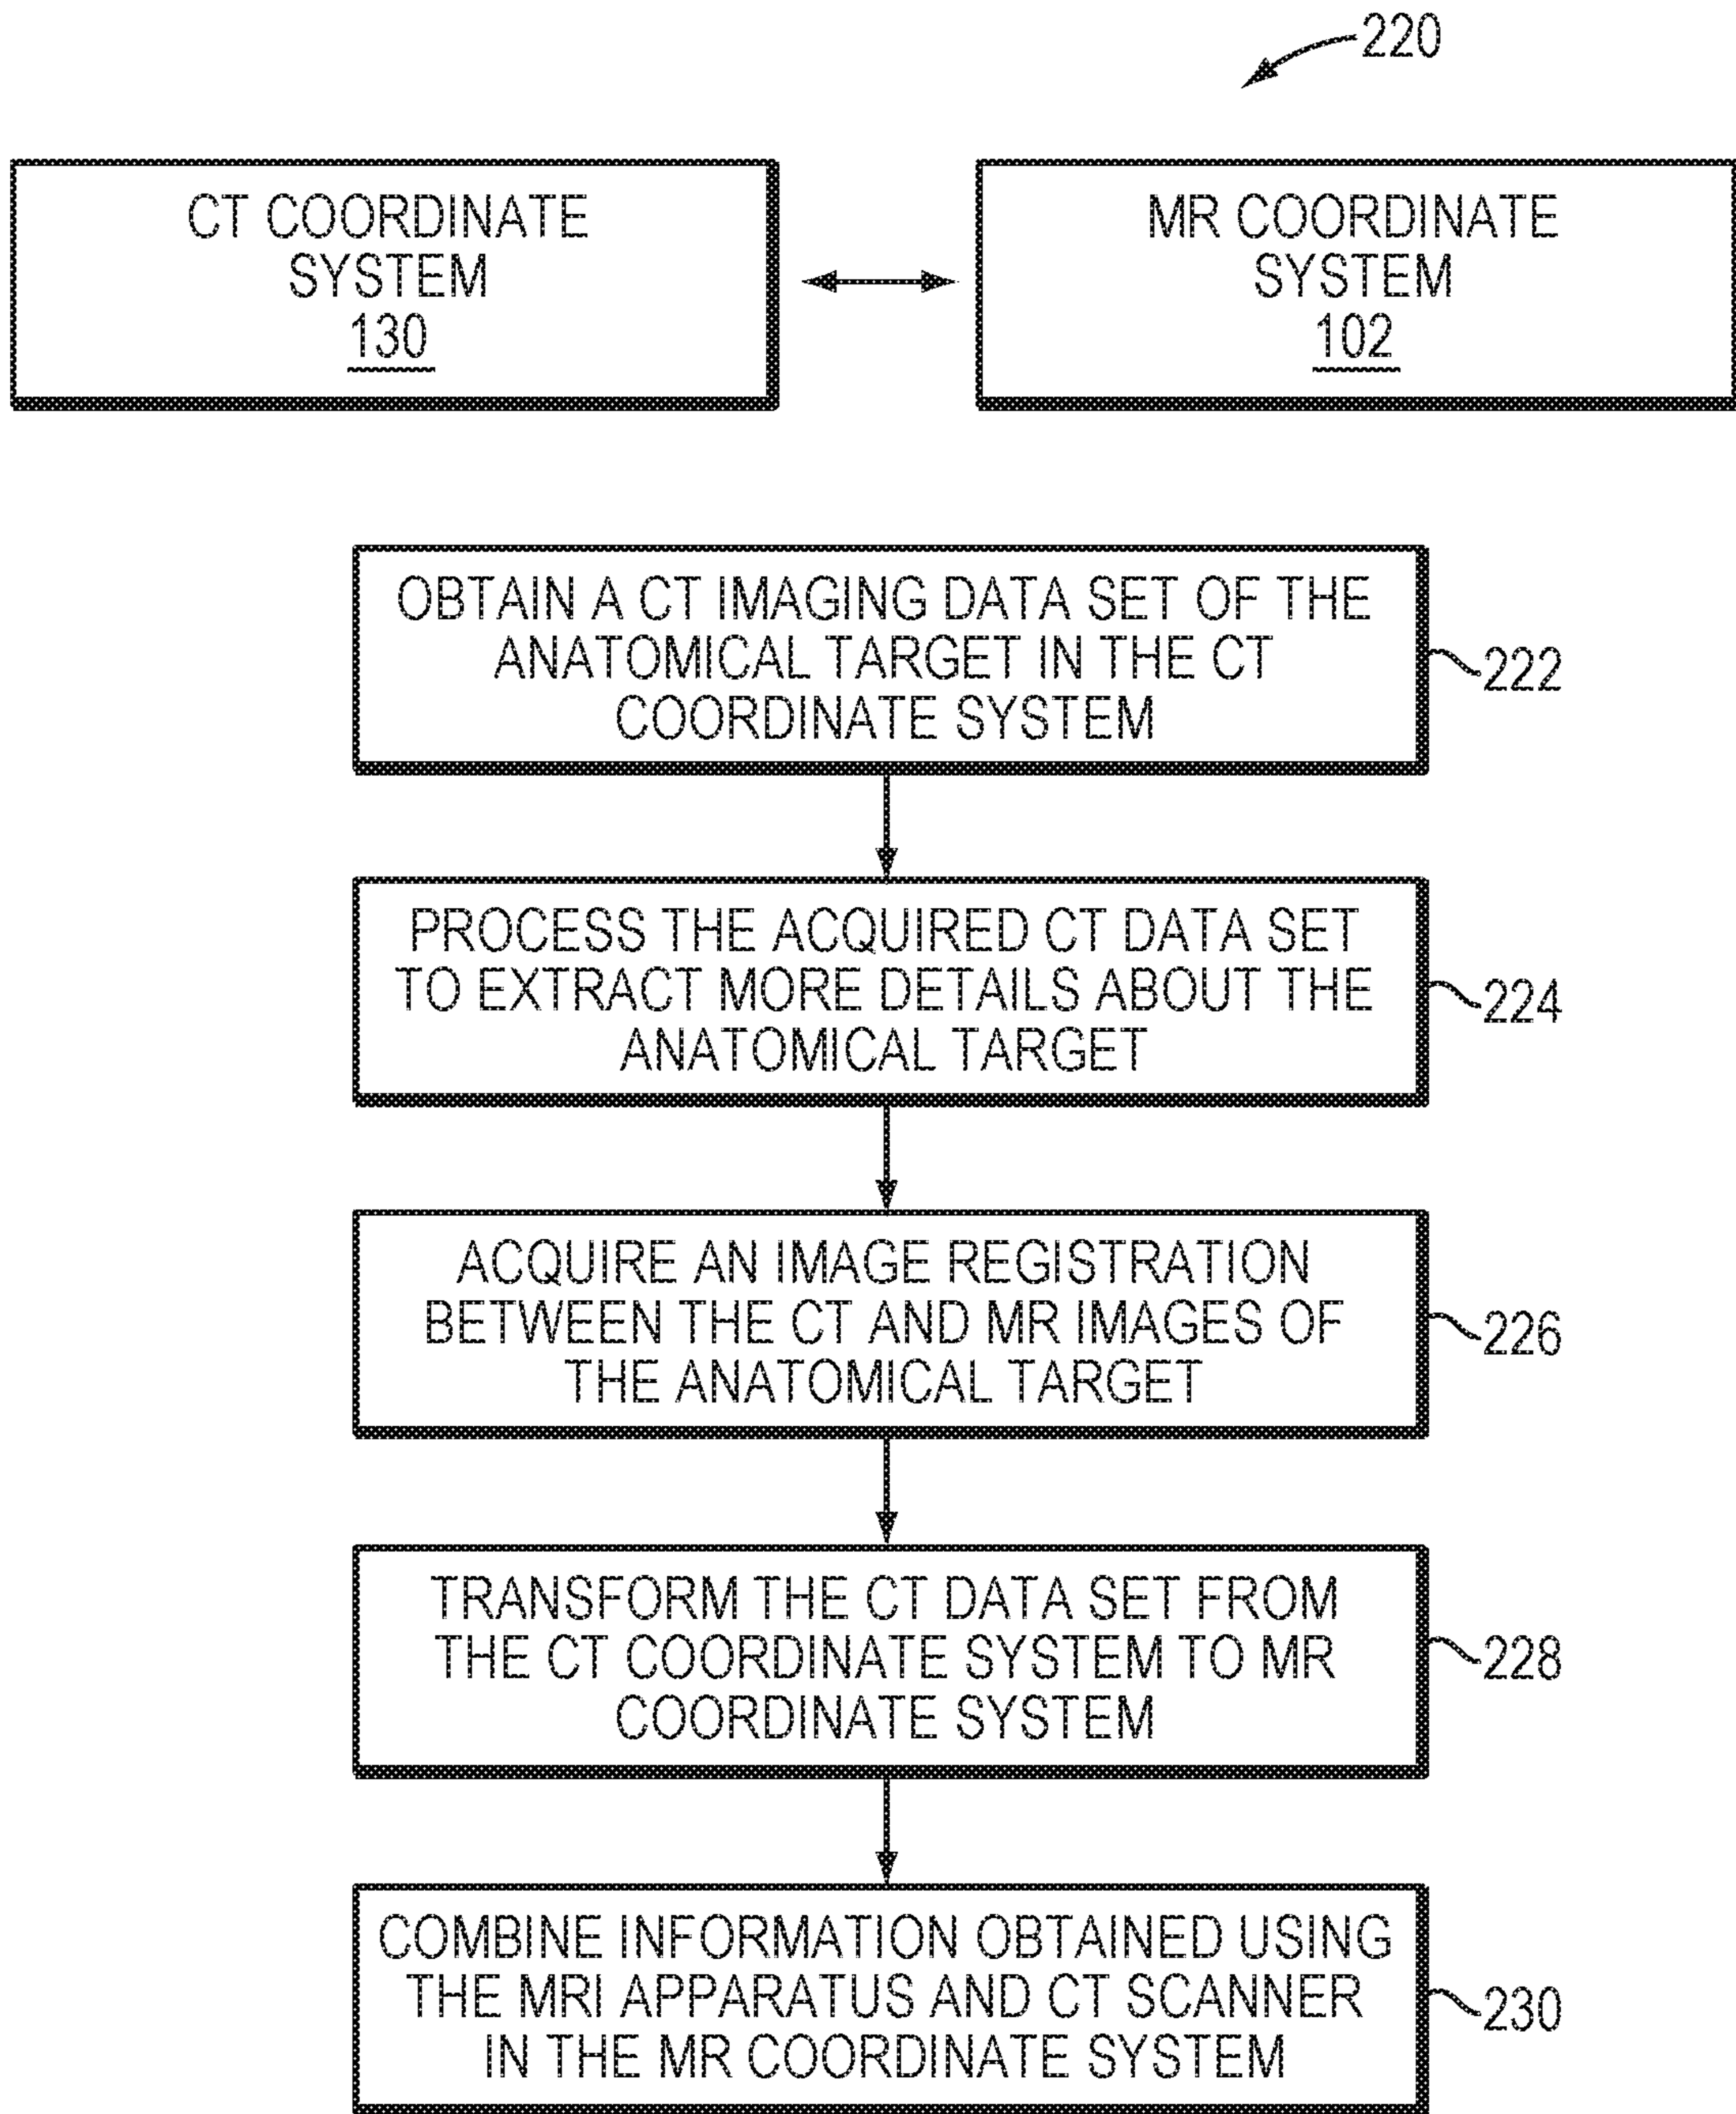 220
CT COORDINATE
SYSTEM
130
MR COORDINATE
SYSTEM
102
OBTAIN A CT IMAGING DATA SET OF THE
ANATOMICAL TARGET IN THE CT
COORDINATE SYSTEM
222
PROCESS THE ACQUIRED CT DATA SET
TO EXTRACT MORE DETAILS ABOUT THE
ANATOMICAL TARGET
224
ACQUIRE AN IMAGE REGISTRATION
BETWEEN THE CT AND MR IMAGES OF
THE ANATOMICAL TARGET
226
TRANSFORM THE CT DATA SET FROM
THE CT COORDINATE SYSTEM TO MR
COORDINATE SYSTEM
228
COMBINE INFORMATION OBTAINED USING
THE MRI APPARATUS AND CT SCANNER
IN THE MR COORDINATE SYSTEM
230